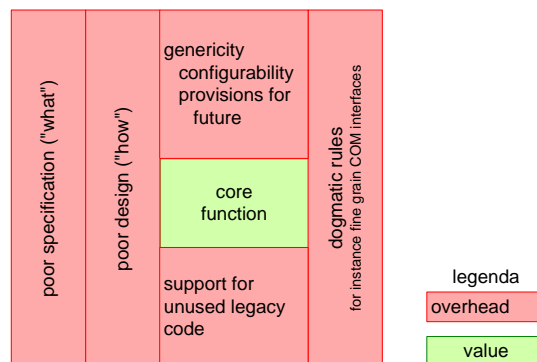 poor specification ("what")
poor design ("how")
genericity
configurability
provisions for
future
core
function
support for
unused legacy
code
dogmatic rules
for instance fine grain COM interfaces
legenda
overhead
value